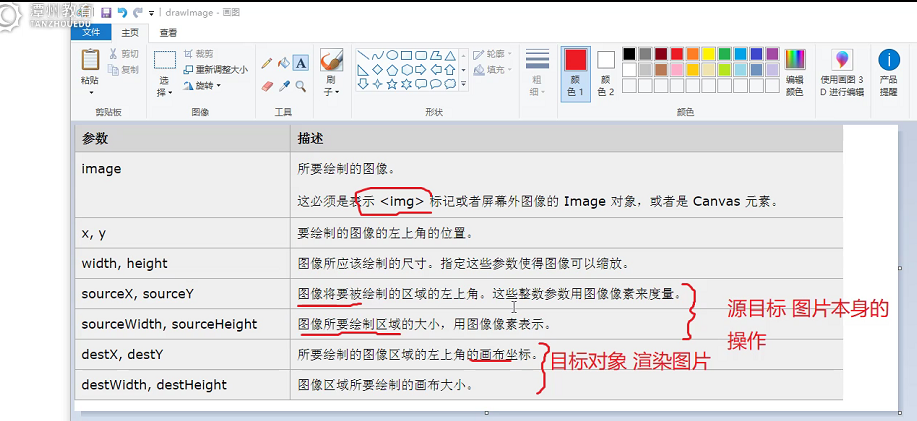 潭州教育
TANZHOUEDU
drawImage - 画图
文件 主页 查看
粘贴
剪切
复制
剪贴板
选择
裁剪
重新调整大小
旋转
图像
A
工具
刷子
形状
轮廓
填充
粗细
颜色 1
颜色 2
颜色
编辑颜色
使用画图 3D 进行编辑
产品提醒
参数 描述
image 所要绘制的图像。
这必须是表示 <img> 标记或者屏幕外图像的 Image 对象，或者是 Canvas 元素。
x, y 要绘制的图像的左上角的位置。
width, height 图像所应该绘制的尺寸。指定这些参数使得图像可以缩放。
sourceX, sourceY 图像将要被绘制的区域的左上角。这些整数参数用图像像素来度量。
sourceWidth, sourceHeight 图像所要绘制区域的大小，用图像像素表示。
源目标 图片本身的
操作
destX, destY 所要绘制的图像区域的左上角的画布坐标。
destWidth, destHeight 图像区域所要绘制的画布大小。
目标对象 渲染图片